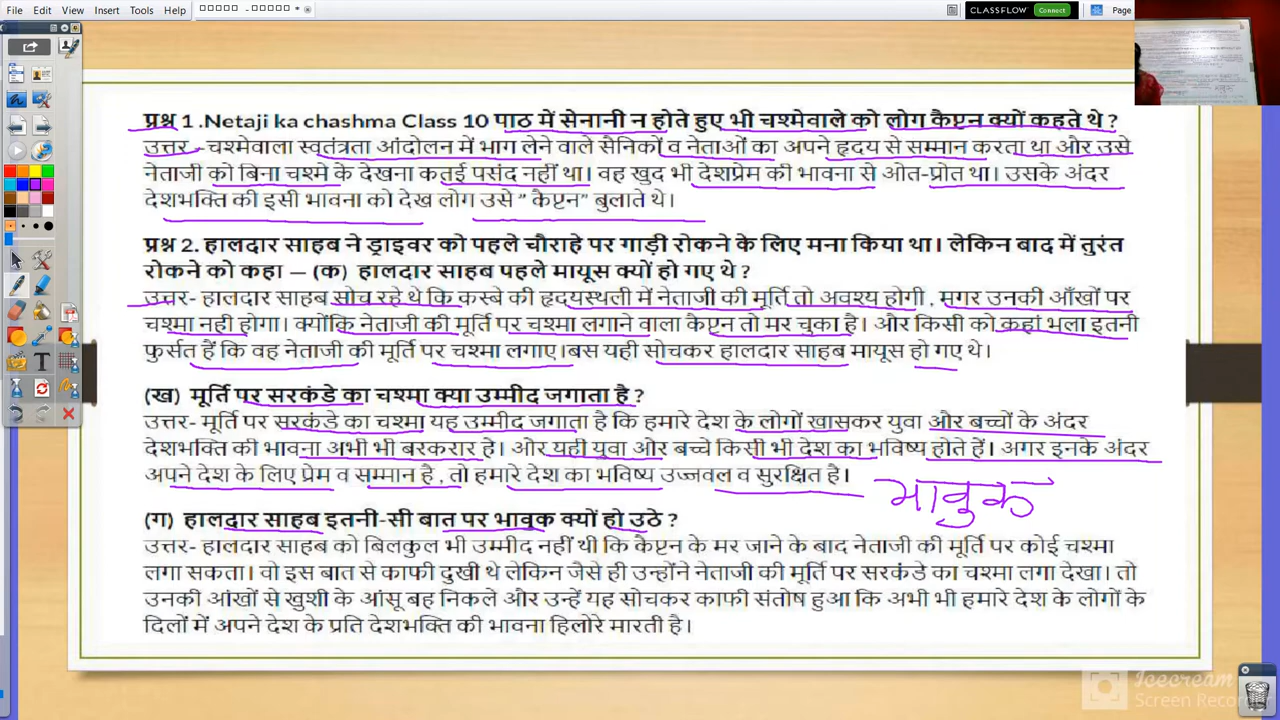 File Edit View Insert Tools Help
CLASSFLOW Connect Page
प्रश्न 1 .Netaji ka chashma Class 10 पाठ में सेनानी न होते हुए भी चश्मेवाले को लोग कैप्टन क्यों कहते थे ?
उत्तर - चश्मेवाला स्वतंत्रता आंदोलन में भाग लेने वाले सैनिकों व नेताओं का अपने हृदय से सम्मान करता था और उसे
नेताजी को बिना चश्मे के देखना कतई पसंद नहीं था। वह खुद भी देशप्रेम की भावना से ओत-प्रोत था। उसके अंदर
देशभक्ति की इसी भावना को देख लोग उसे " कैप्टन" बुलाते थे।
प्रश्न 2. हालदार साहब ने ड्राइवर को पहले चौराहे पर गाड़ी रोकने के लिए मना किया था। लेकिन बाद में तुरंत
रोकने को कहा – (क) हालदार साहब पहले मायूस क्यों हो गए थे ?
उत्तर- हालदार साहब सोच रहे थे कि कस्बे की हृदयस्थली में नेताजी की मूर्ति तो अवश्य होगी , मगर उनकी आँखों पर
चश्मा नही होगा। क्योंकि नेताजी की मूर्ति पर चश्मा लगाने वाला कैप्टन तो मर चुका है। और किसी को कहां भला इतनी
फुर्सत हैं कि वह नेताजी की मूर्ति पर चश्मा लगाए।बस यही सोचकर हालदार साहब मायूस हो गए थे।
(ख) मूर्ति पर सरकंडे का चश्मा क्या उम्मीद जगाता है ?
उत्तर- मूर्ति पर सरकंडे का चश्मा यह उम्मीद जगाता है कि हमारे देश के लोगों खासकर युवा और बच्चों के अंदर
देशभक्ति की भावना अभी भी बरकरार हे। ओर यही युवा ओर बच्चे किसी भी देश का भविष्य होते हें। अगर इनके अंदर
अपने देश के लिए प्रेम व सम्मान है , तो हमारे देश का भविष्य उज्जवल व सुरक्षित है।
भावुक
(ग) हालदार साहब इतनी-सी बात पर भावुक क्यों हो उठे ?
उत्तर- हालदार साहब को बिलकुल भी उम्मीद नहीं थी कि कैप्टन के मर जाने के बाद नेताजी की मूर्ति पर कोई चश्मा
लगा सकता। वो इस बात से काफी दुखी थे लेकिन जैसे ही उन्होंने नेताजी की मूर्ति पर सरकंडे का चश्मा लगा देखा। तो
उनकी आंखों से खुशी के आंसू बह निकले और उन्हें यह सोचकर काफी संतोष हुआ कि अभी भी हमारे देश के लोगों के
दिलों में अपने देश के प्रति देशभक्ति की भावना हिलोरे मारती है।
Icecream
Screen Recorder